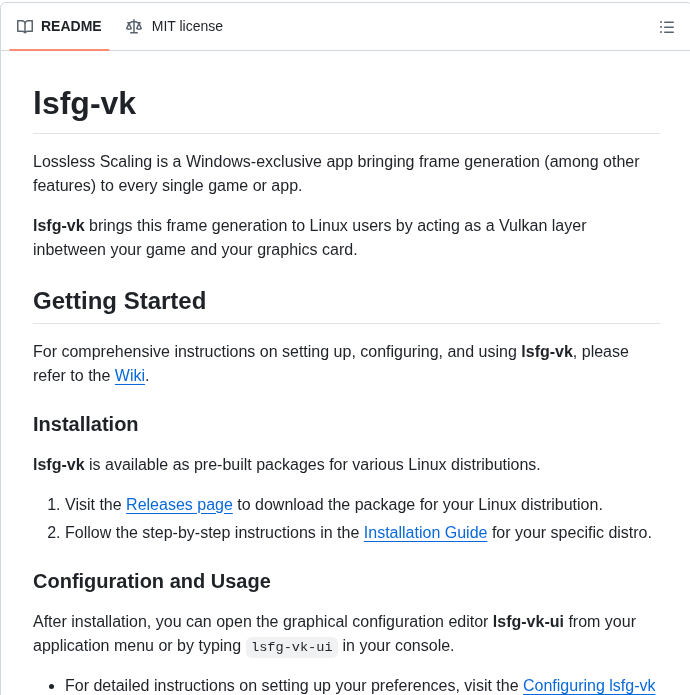 README MIT license
lsfg-vk
Lossless Scaling is a Windows-exclusive app bringing frame generation (among other
features) to every single game or app.
lsfg-vk brings this frame generation to Linux users by acting as a Vulkan layer
inbetween your game and your graphics card.
Getting Started
For comprehensive instructions on setting up, configuring, and using lsfg-vk, please
refer to the Wiki.
Installation
lsfg-vk is available as pre-built packages for various Linux distributions.
1. Visit the Releases page to download the package for your Linux distribution.
2. Follow the step-by-step instructions in the Installation Guide for your specific distro.
Configuration and Usage
After installation, you can open the graphical configuration editor lsfg-vk-ui from your
application menu or by typing lsfg-vk-ui in your console.
• For detailed instructions on setting up your preferences, visit the Configuring lsfg-vk